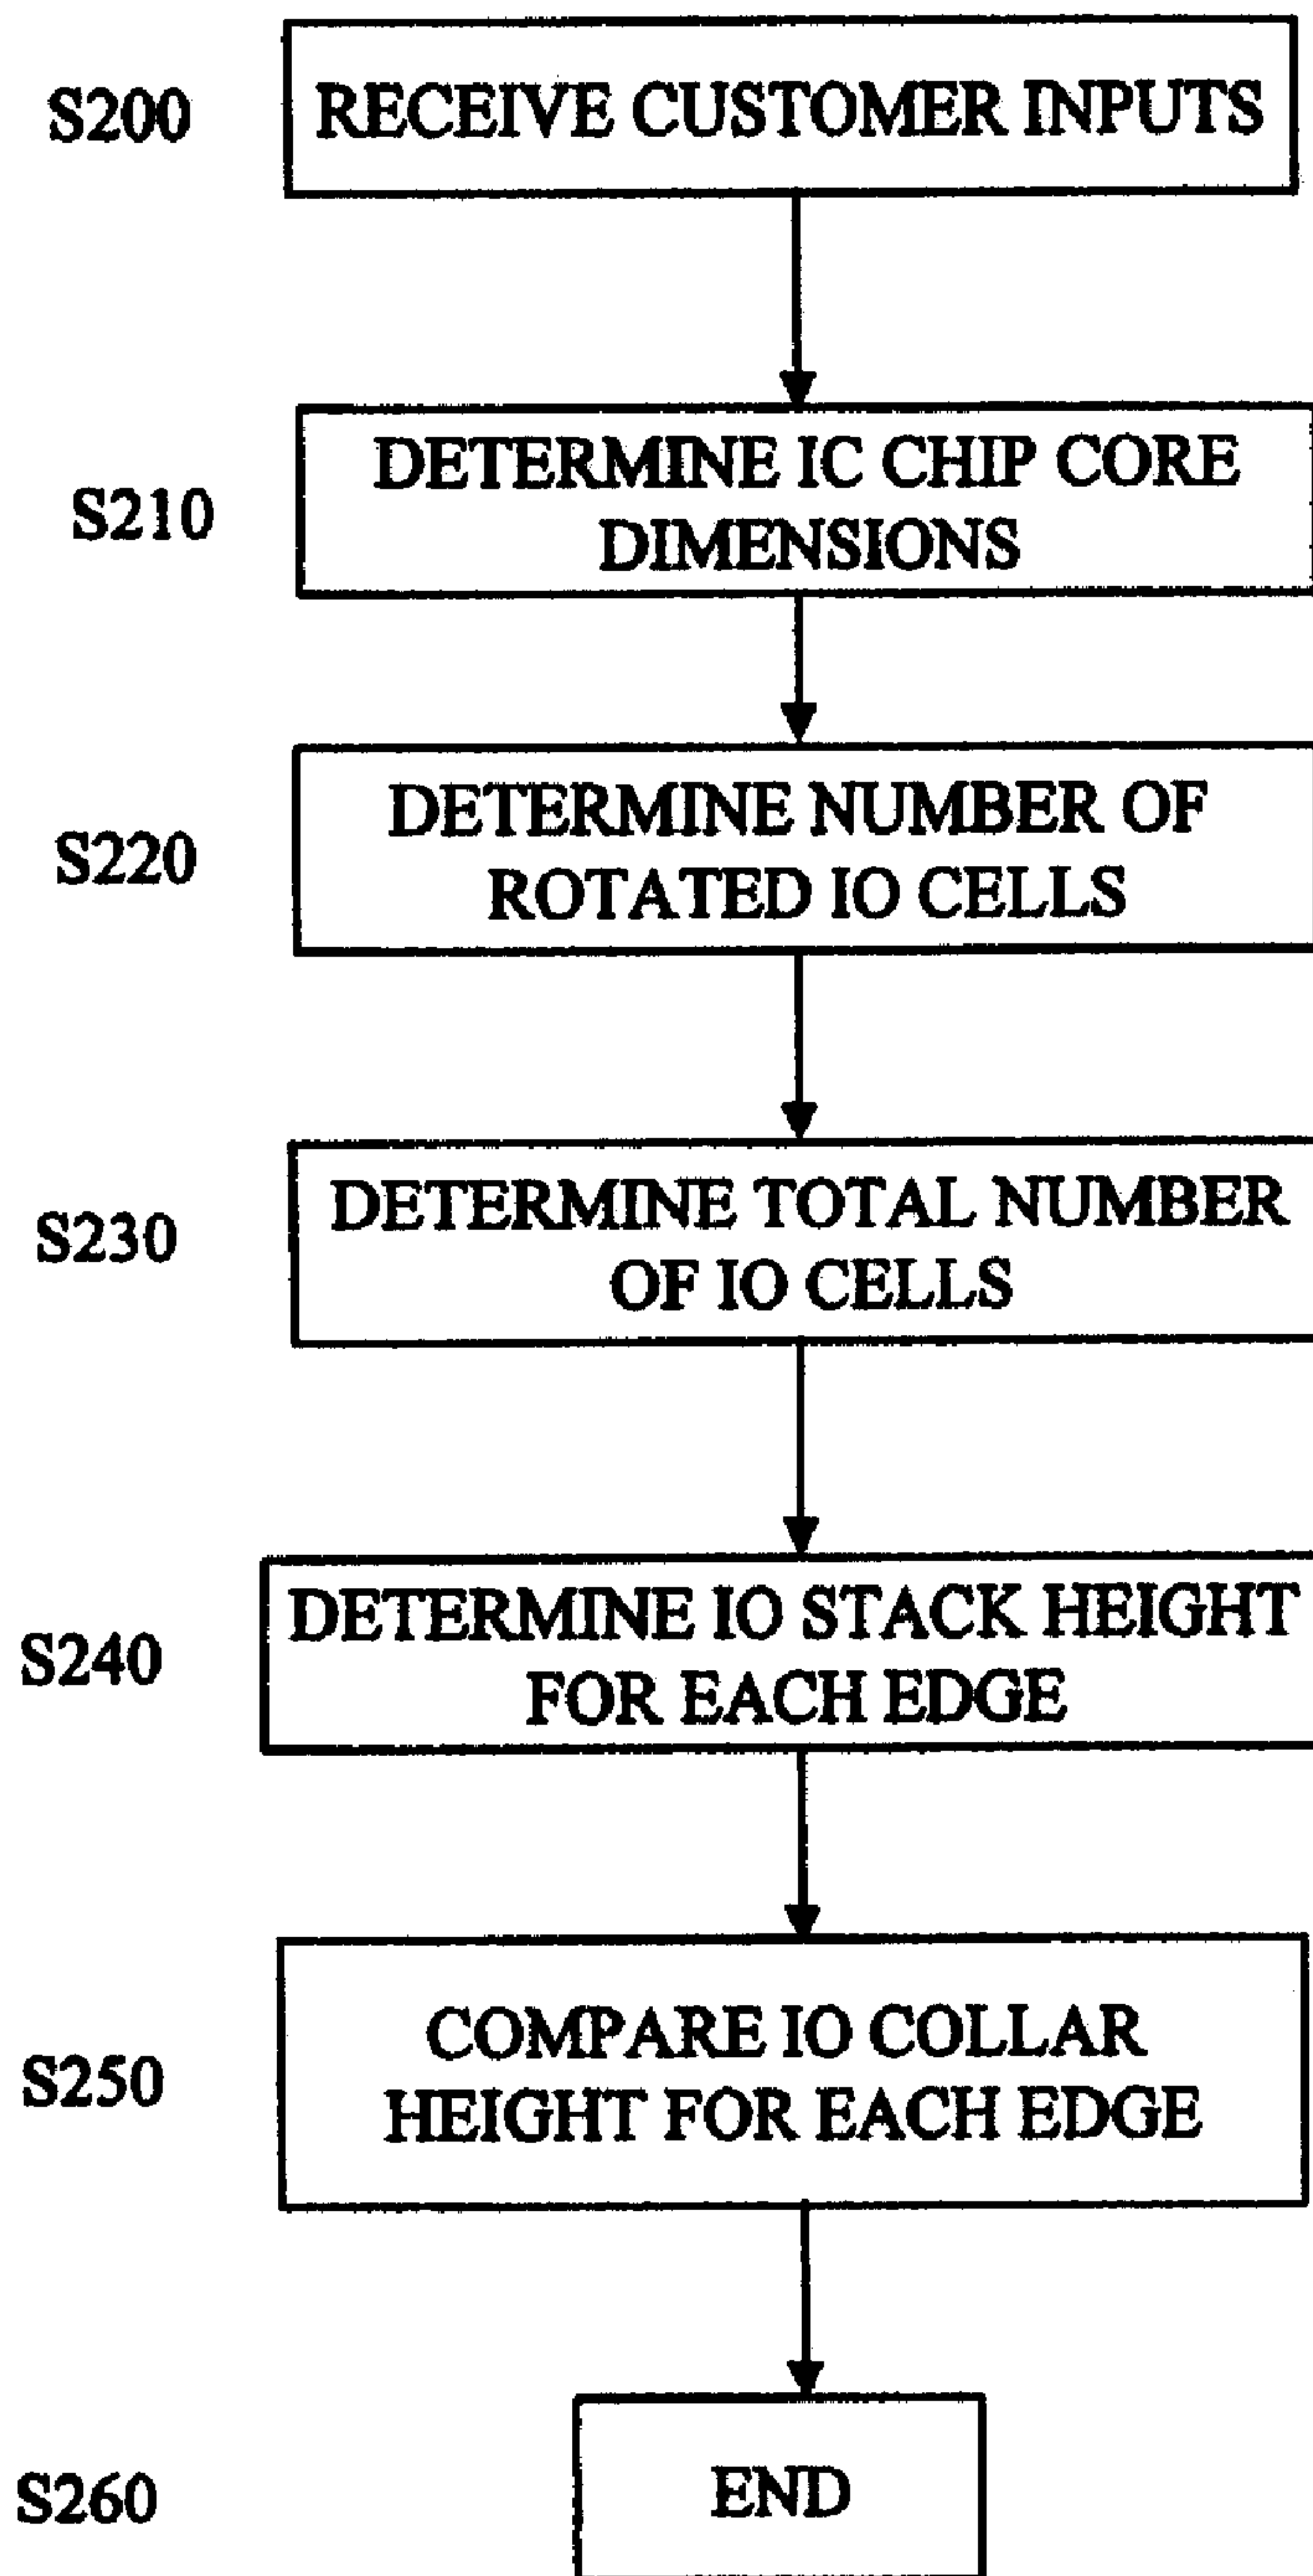 S200
RECEIVE CUSTOMER INPUTS
S210
DETERMINE IC CHIP CORE
DIMENSIONS
S220
DETERMINE NUMBER OF
ROTATED IO CELLS
S230
DETERMINE TOTAL NUMBER
OF IO CELLS
S240
DETERMINE IO STACK HEIGHT
FOR EACH EDGE
S250
COMPARE IO COLLAR
HEIGHT FOR EACH EDGE
S260
END